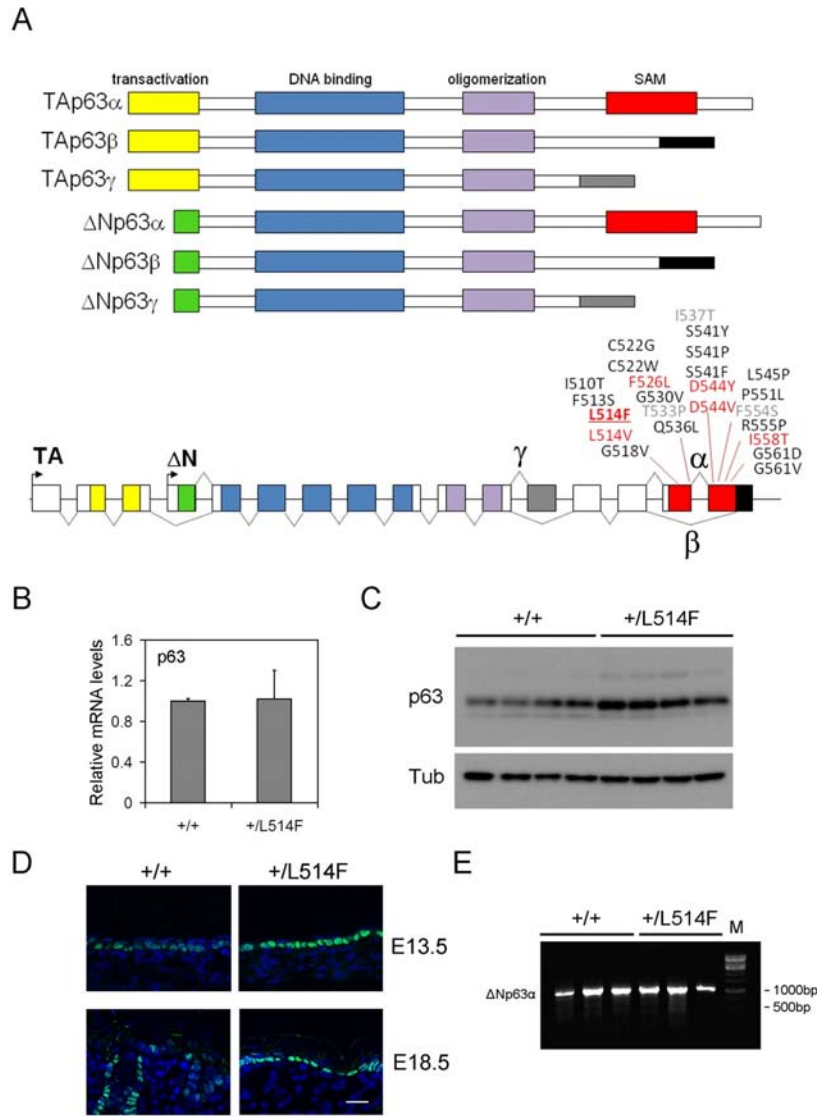 A
transactivation DNA binding oligomerization SAM
TAp63α
TAp63β
TAp63γ
ΔNp63α
ΔNp63β
ΔNp63γ
I537T
S541Y
C522G S541P
C522W S541F L545P
I510T F526L D544Y P551L
F513S G530V D544V F554S
L514F T533P R555P
L514V Q536L I558T
G518V G561D
G561V
TA ΔN γ α
β
B
Relative mRNA levels
p63
1.6
1.2
0.8
0.4
0
+/+ +/L514F
C
+/+ +/L514F
p63
Tub
D
+/+ +/L514F
E13.5
E18.5
E
+/+ +/L514F M
ΔNp63α
- 1000bp
- 500bp